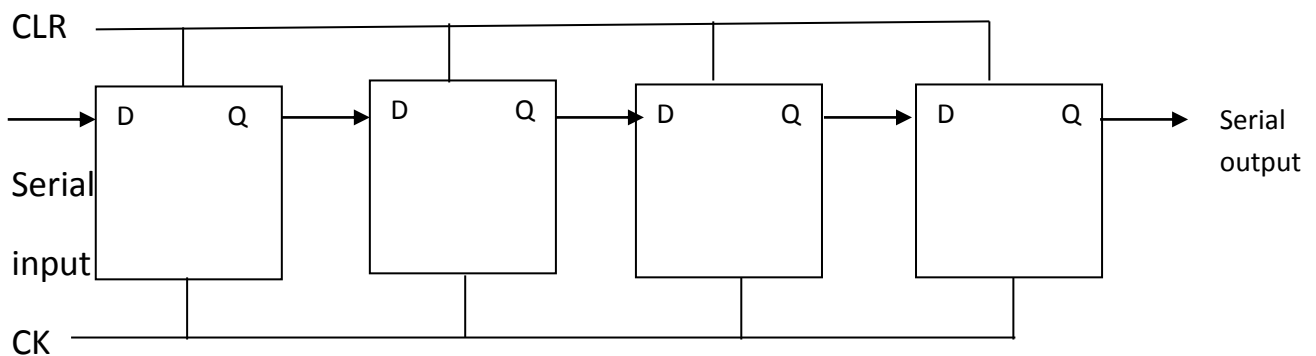 CLR
D Q D Q D Q D Q
Serial
input
Serial
output
CK